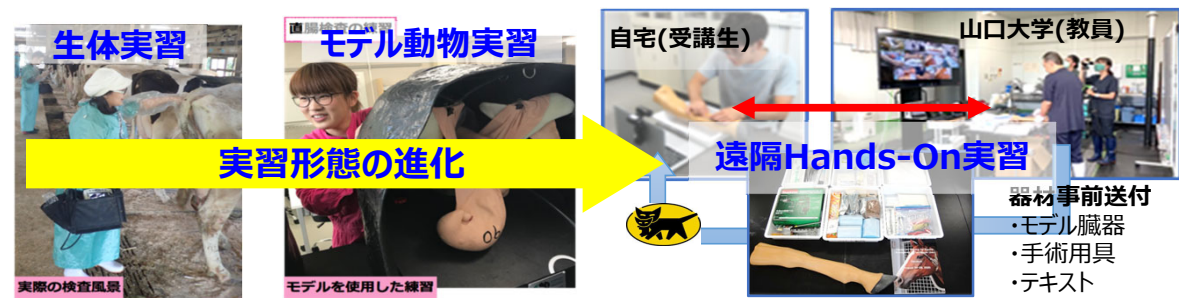 生体実習
実際の検査風景
直腸検査の練習
モデル動物実習
モデルを使用した練習
実習形態の進化
自宅(受講生)
山口大学(教員)
遠隔Hands-On実習
器材事前送付
・モデル臓器
・手術用具
・テキスト